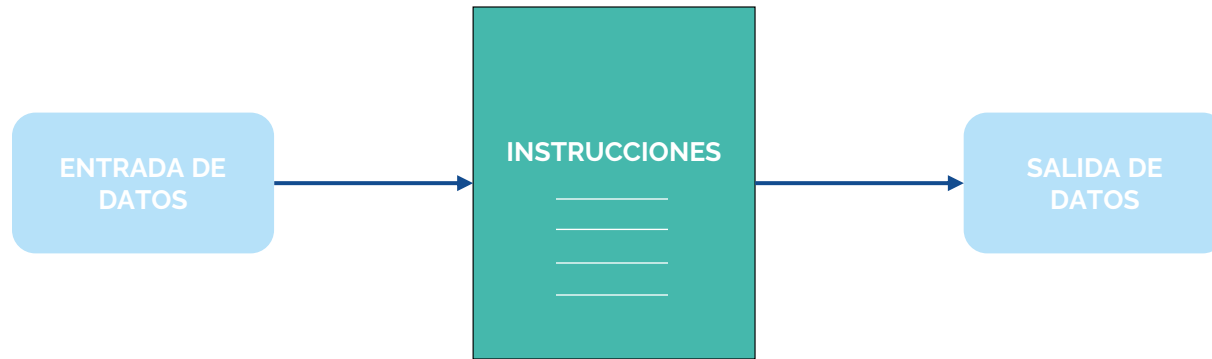 ENTRADA DE
DATOS
INSTRUCCIONES
SALIDA DE
DATOS